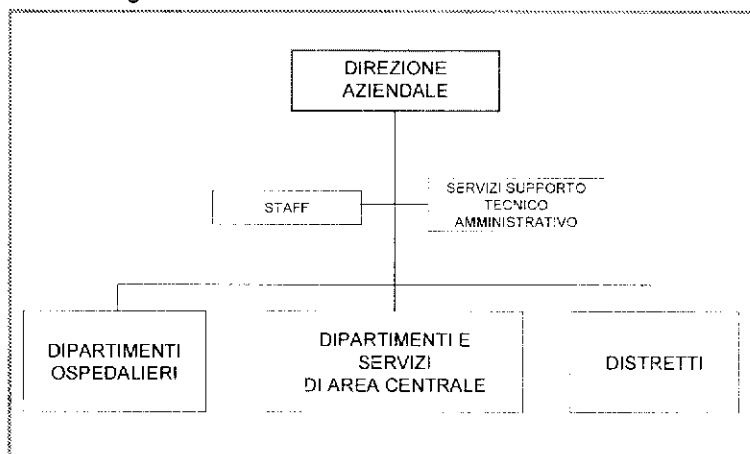 DIREZIONE
AZIENDALE
STAFF
SERVIZI SUPPORTO
TECNICO
AMMINISTRATIVO
DIPARTIMENTI
OSPEDALIERI
DIPARTIMENTI E
SERVIZI
DI AREA CENTRALE
DISTRETTI